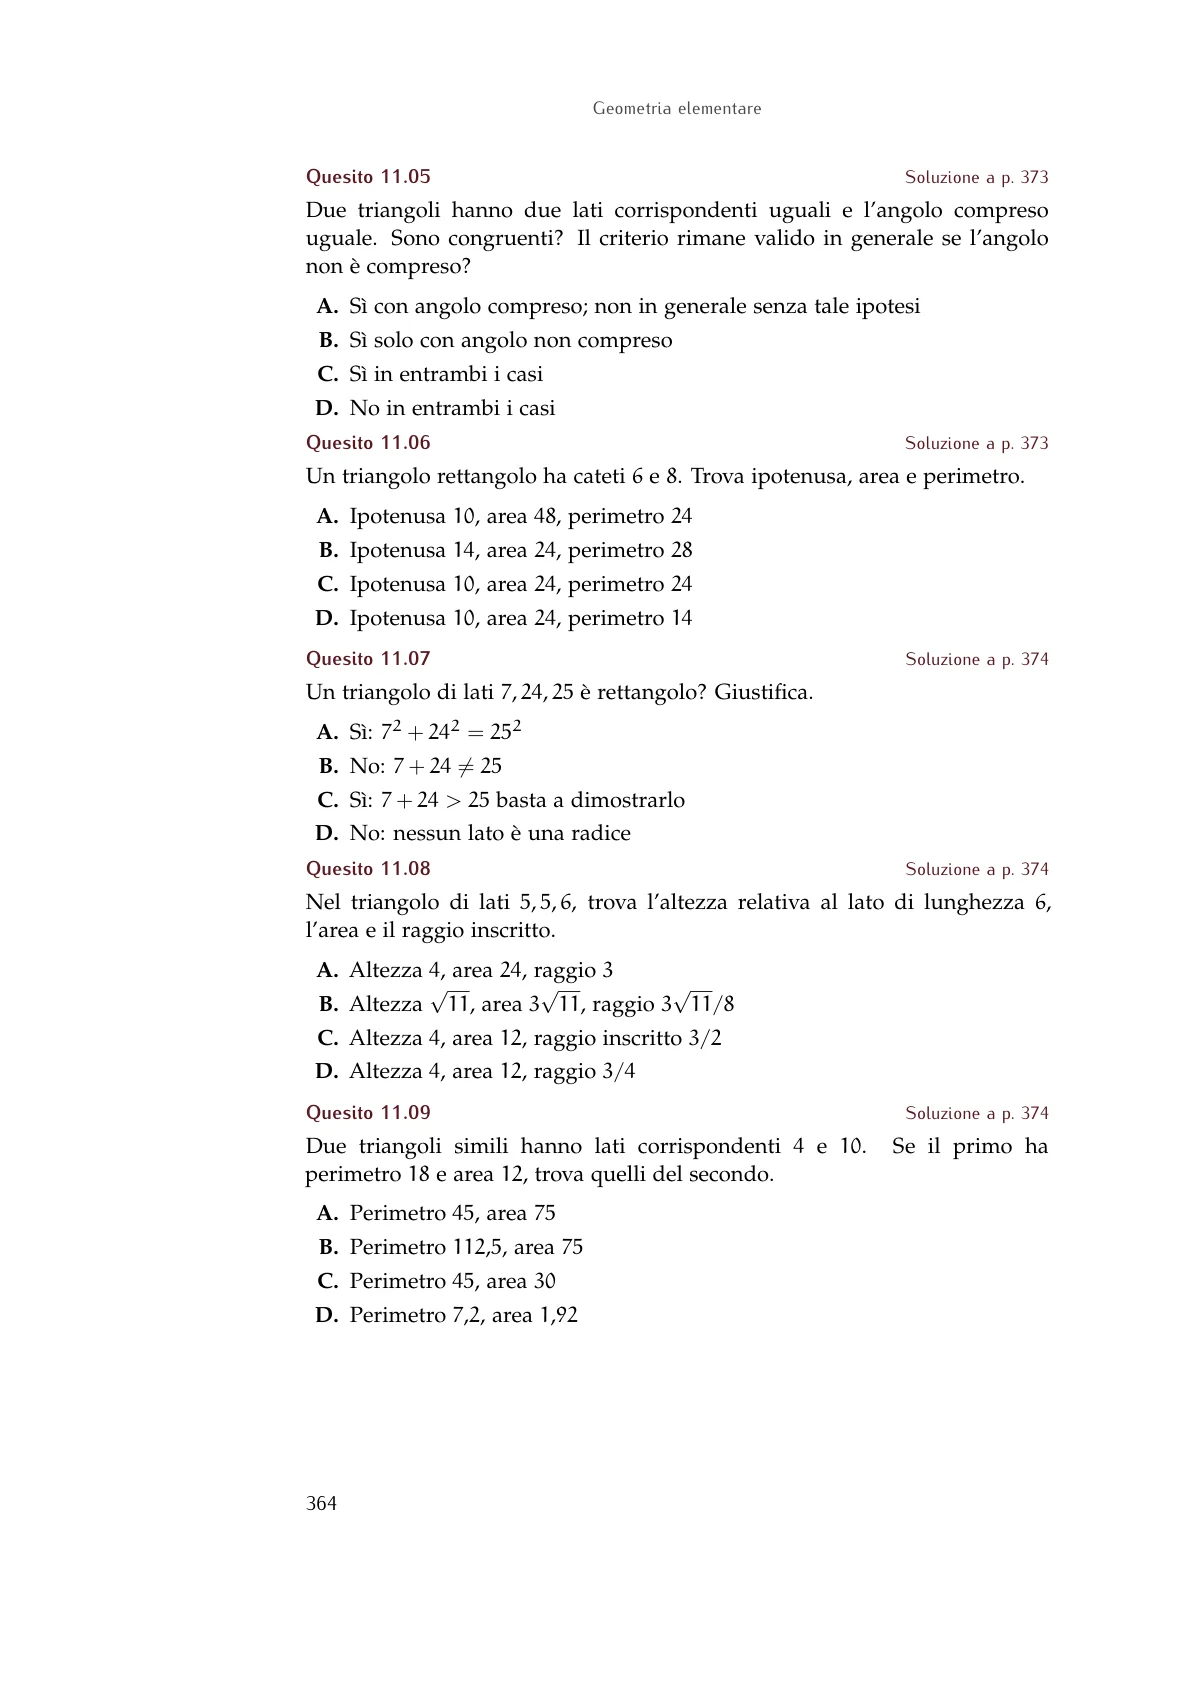 Geometria elementare
Quesito 11.05 Soluzione a p. 373
Due triangoli hanno due lati corrispondenti uguali e l'angolo compreso
uguale. Sono congruenti? Il criterio rimane valido in generale se l'angolo
non è compreso?
A. Sì con angolo compreso; non in generale senza tale ipotesi
B. Sì solo con angolo non compreso
C. Sì in entrambi i casi
D. No in entrambi i casi
Quesito 11.06 Soluzione a p. 373
Un triangolo rettangolo ha cateti 6 e 8. Trova ipotenusa, area e perimetro.
A. Ipotenusa 10, area 48, perimetro 24
B. Ipotenusa 14, area 24, perimetro 28
C. Ipotenusa 10, area 24, perimetro 24
D. Ipotenusa 10, area 24, perimetro 14
Quesito 11.07 Soluzione a p. 374
Un triangolo di lati 7, 24, 25 è rettangolo? Giustifica.
A. Sì: 7² + 24² = 25²
B. No: 7 + 24 ≠ 25
C. Sì: 7 + 24 > 25 basta a dimostrarlo
D. No: nessun lato è una radice
Quesito 11.08 Soluzione a p. 374
Nel triangolo di lati 5, 5, 6, trova l'altezza relativa al lato di lunghezza 6,
l'area e il raggio inscritto.
A. Altezza 4, area 24, raggio 3
B. Altezza √11, area 3√11, raggio 3√11/8
C. Altezza 4, area 12, raggio inscritto 3/2
D. Altezza 4, area 12, raggio 3/4
Quesito 11.09 Soluzione a p. 374
Due triangoli simili hanno lati corrispondenti 4 e 10. Se il primo ha
perimetro 18 e area 12, trova quelli del secondo.
A. Perimetro 45, area 75
B. Perimetro 112,5, area 75
C. Perimetro 45, area 30
D. Perimetro 7,2, area 1,92
364